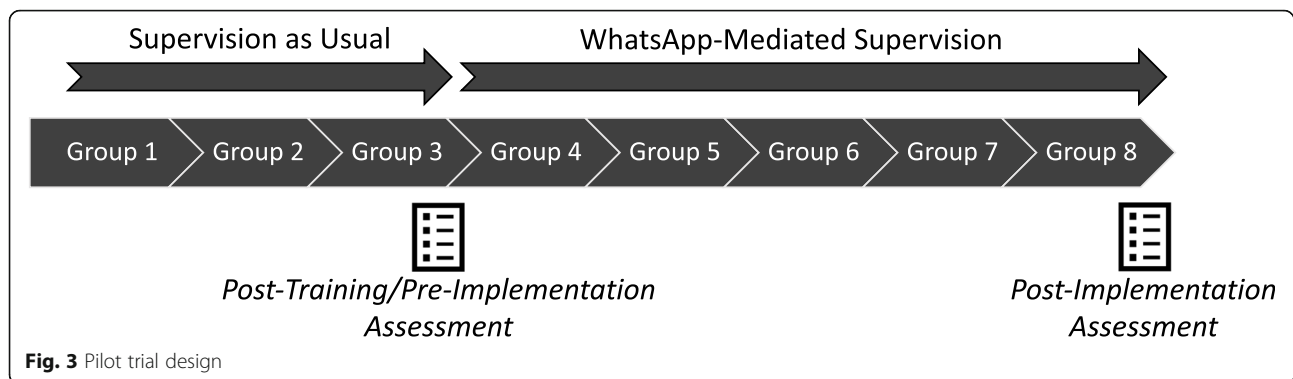 Supervision as Usual
WhatsApp-Mediated Supervision
Group 1
Group 2
Group 3
Group 4
Group 5
Group 6
Group 7
Group 8
Post-Training/Pre-Implementation
Assessment
Post-Implementation
Assessment
Fig. 3 Pilot trial design